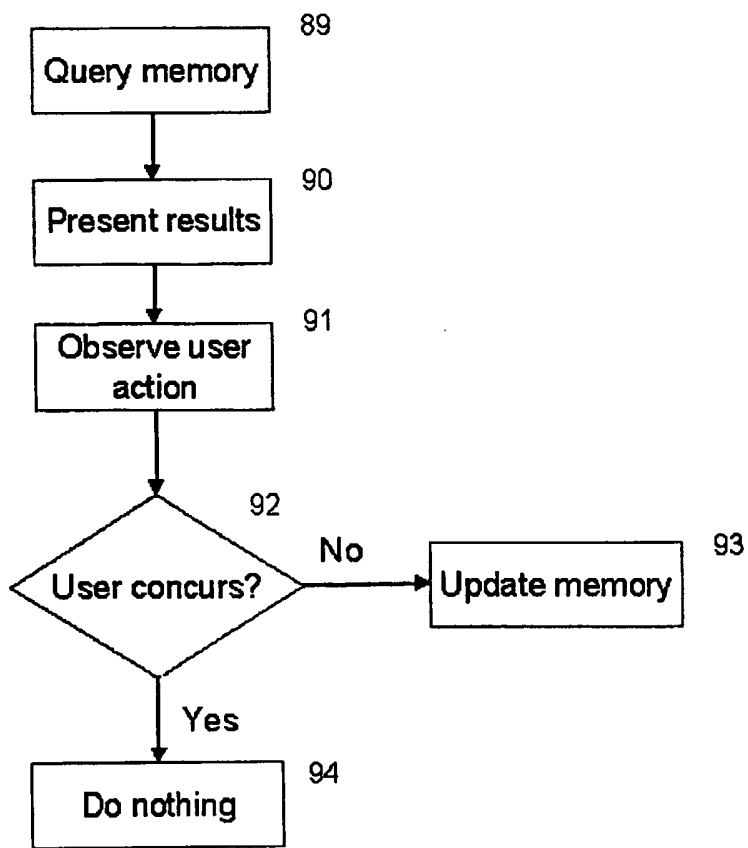 89
Query memory
90
Present results
91
Observe user
action
92
User concurs?
No
93
Update memory
Yes
94
Do nothing